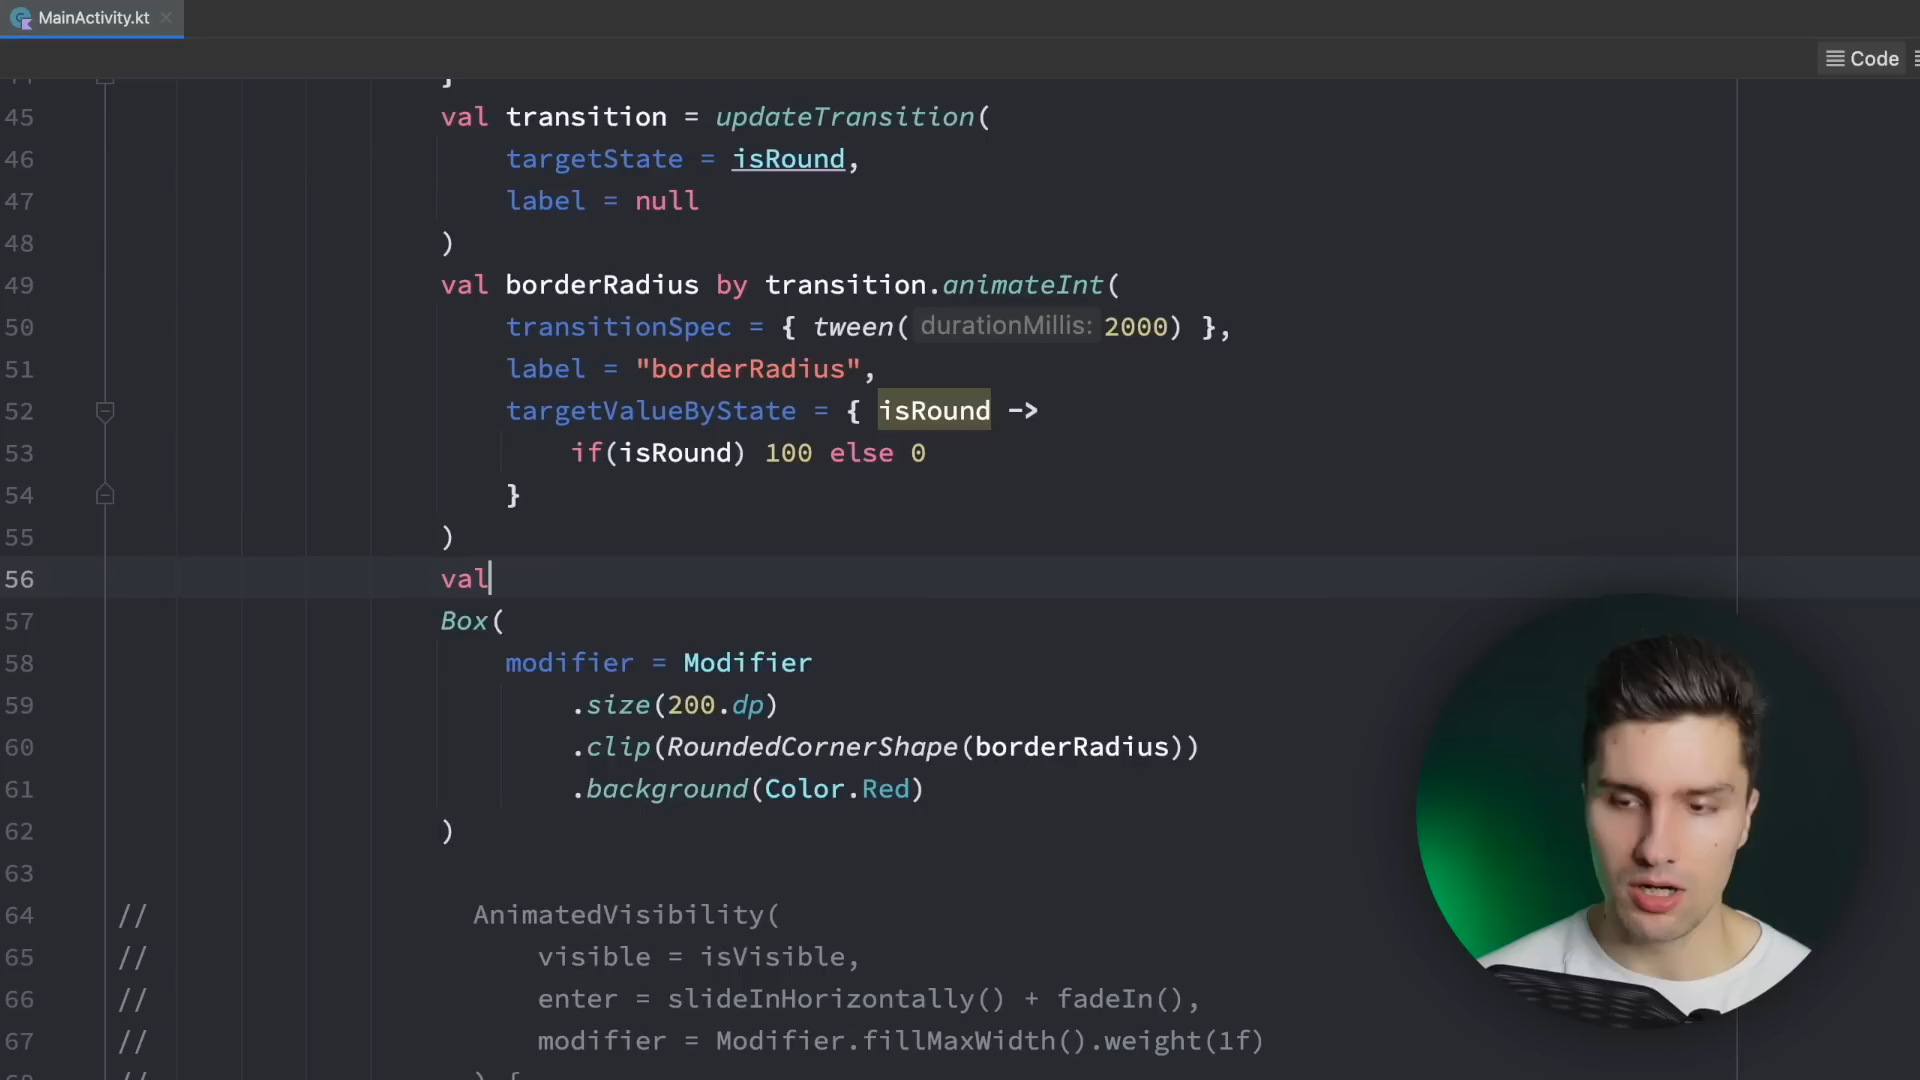 MainActivity.kt
Code
}
45 val transition = updateTransition(
46 targetState = isRound,
47 label = null
48 )
49 val borderRadius by transition.animateInt(
50 transitionSpec = { tween( durationMillis: 2000) },
51 label = "borderRadius",
52 targetValueByState = { isRound ->
53 if(isRound) 100 else 0
54 }
55 )
56 val
57 Box(
58 modifier = Modifier
59 .size(200.dp)
60 .clip(RoundedCornerShape(borderRadius))
61 .background(Color.Red)
62 )
63
64 // AnimatedVisibility(
65 // visible = isVisible,
66 // enter = slideInHorizontally() + fadeIn(),
67 // modifier = Modifier.fillMaxWidth().weight(1f)
// ) {